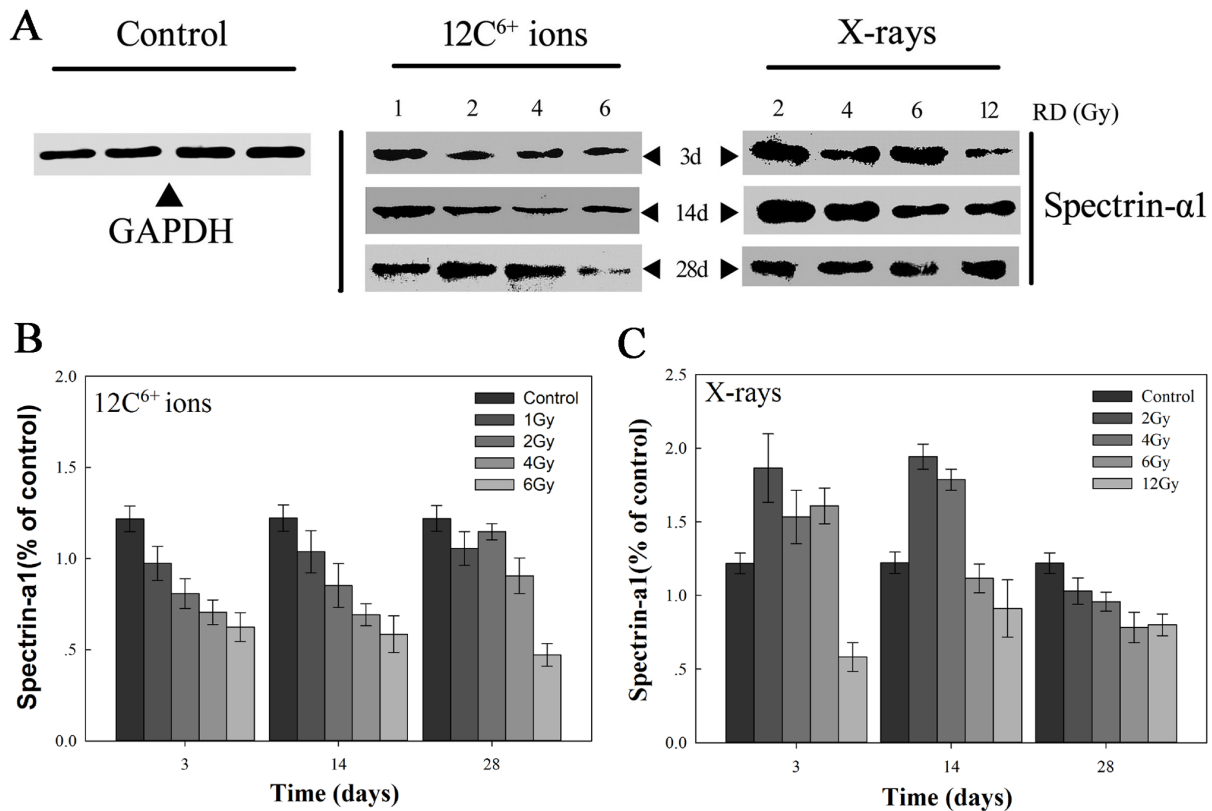 A
Control
12C⁶⁺ ions
X-rays
1 2 4 6
2 4 6 12 RD (Gy)
3d
14d
28d
GAPDH
Spectrin-α1
B
2.0
1.5
1.0
.5
0.0
Spectrin-a1(% of control)
12C⁶⁺ ions
Control
1Gy
2Gy
4Gy
6Gy
3 14 28
Time (days)
C
2.5
2.0
1.5
1.0
.5
0.0
Spectrin-a1(% of control)
X-rays
Control
2Gy
4Gy
6Gy
12Gy
3 14 28
Time (days)